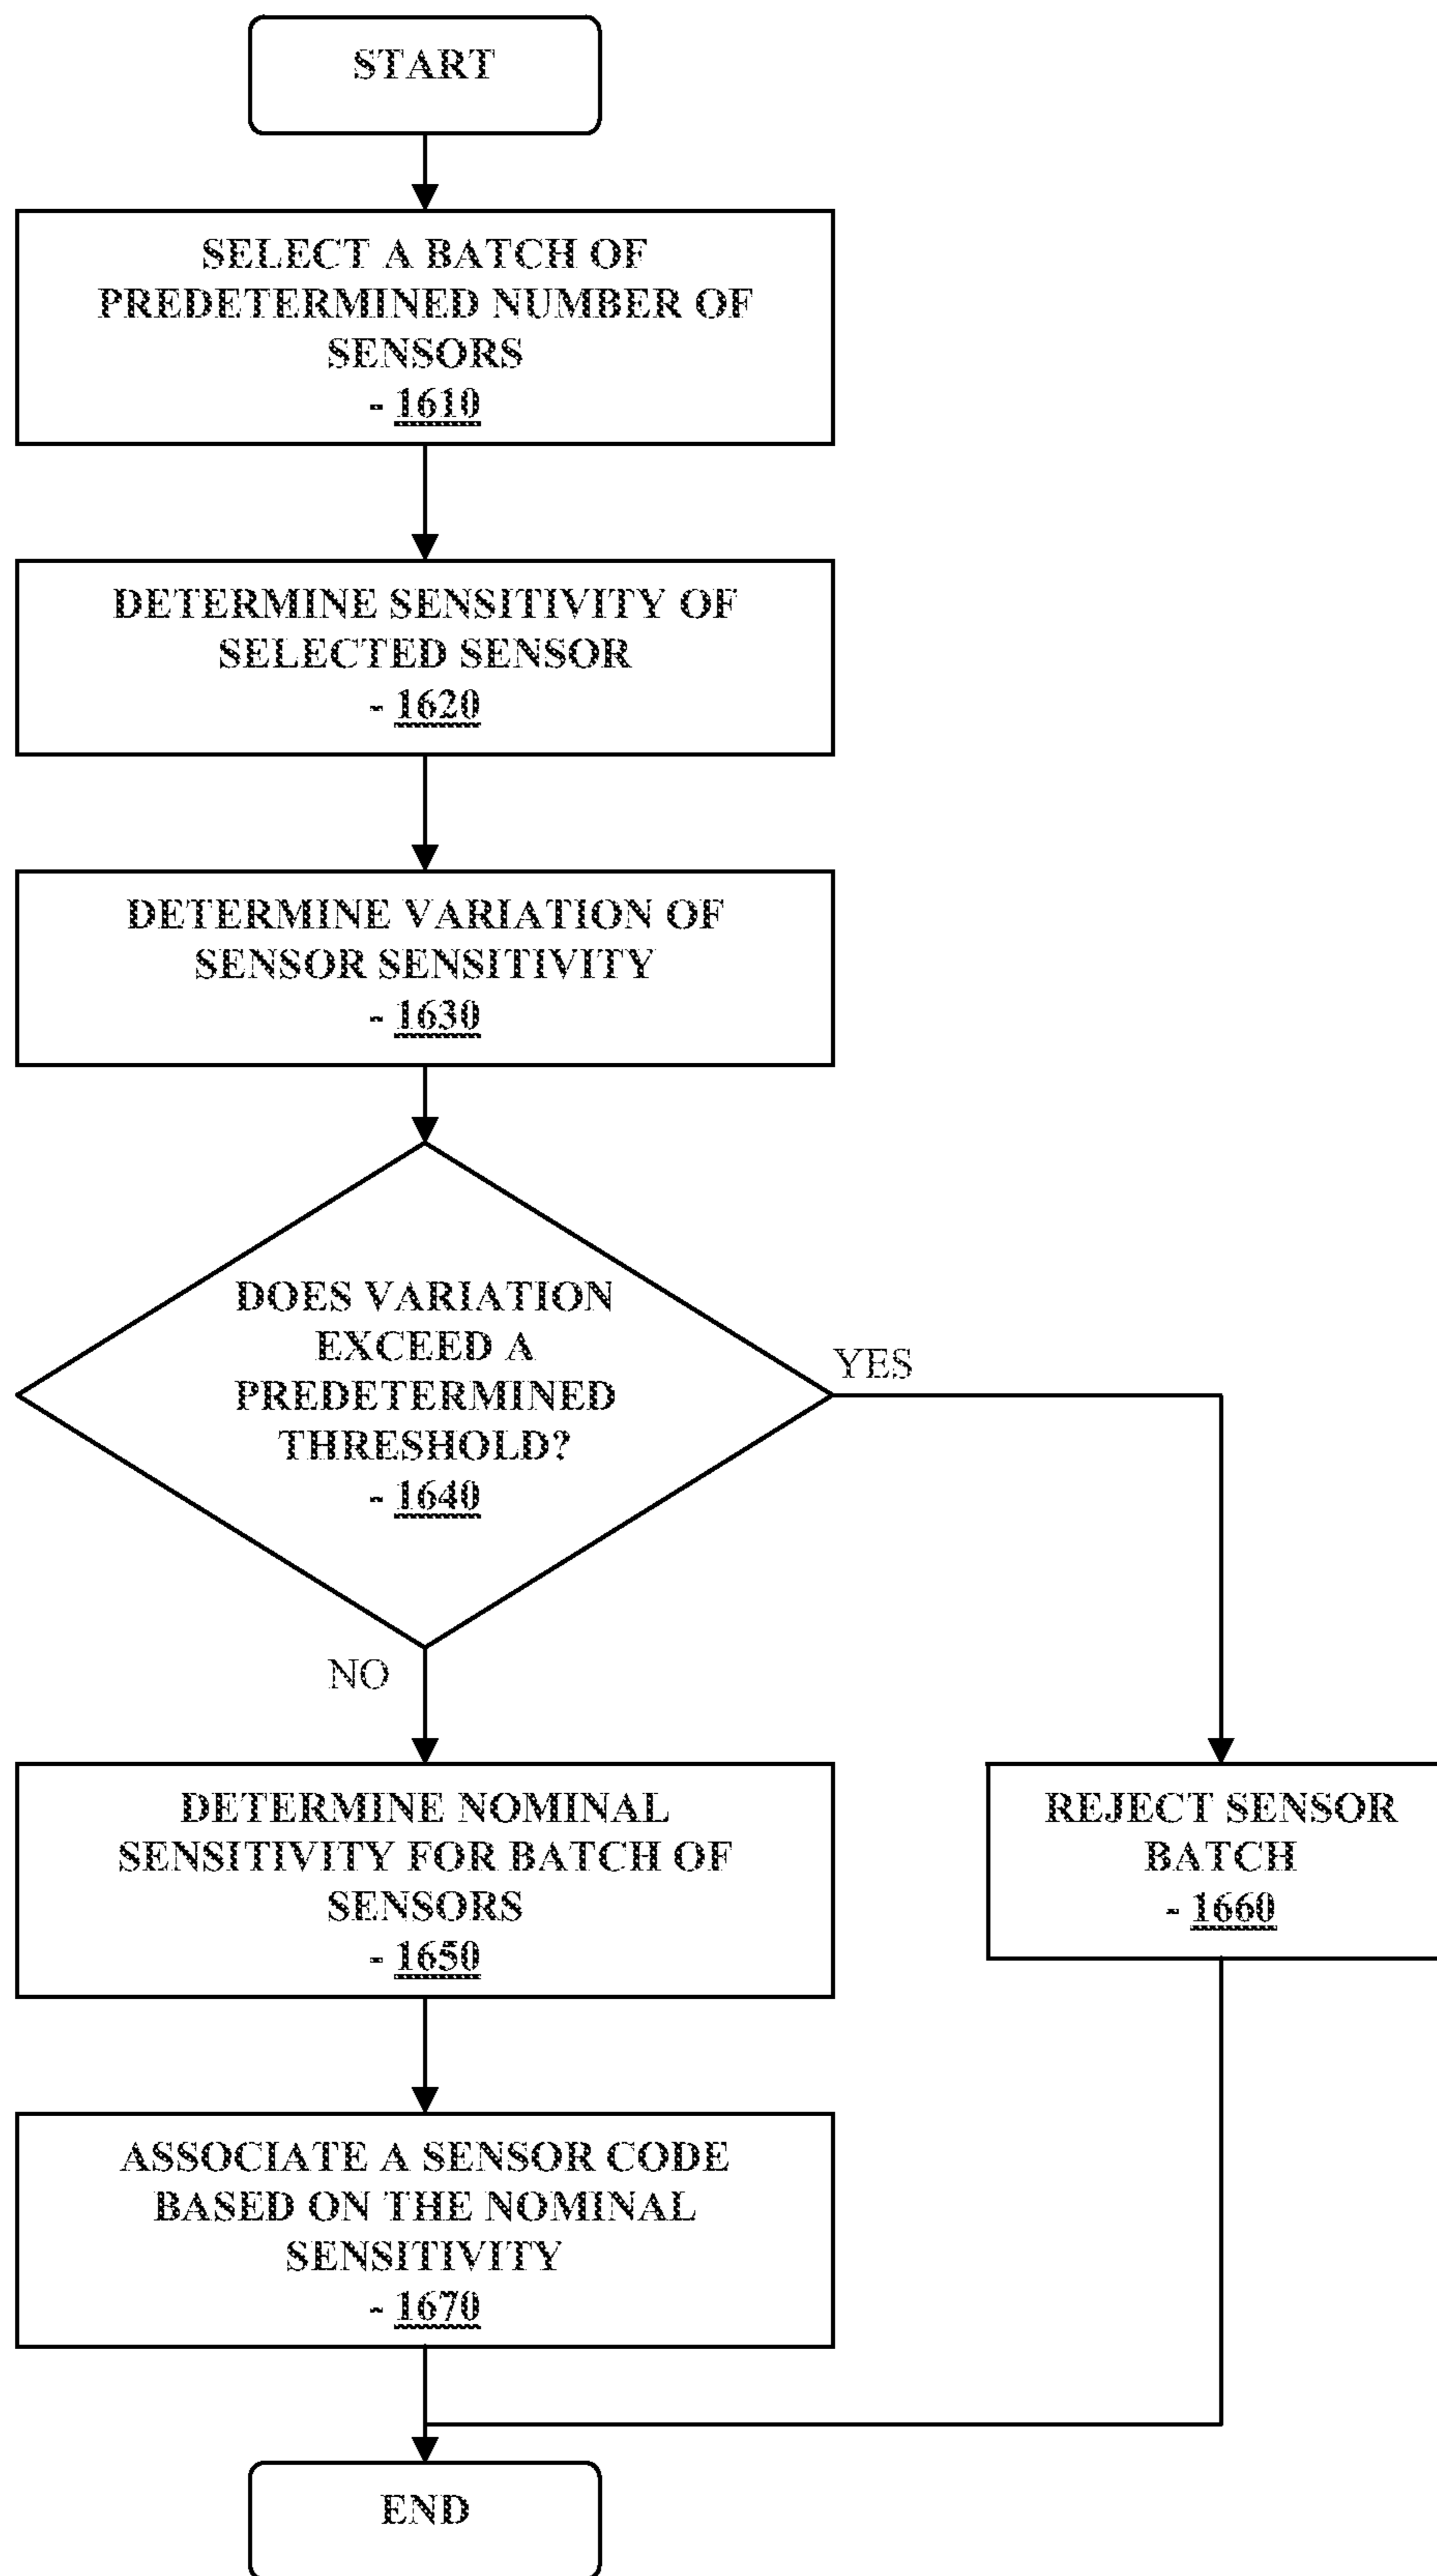 START
SELECT A BATCH OF
PREDETERMINED NUMBER OF
SENSORS
- 1610
DETERMINE SENSITIVITY OF
SELECTED SENSOR
- 1620
DETERMINE VARIATION OF
SENSOR SENSITIVITY
- 1630
DOES VARIATION
EXCEED A
PREDETERMINED
THRESHOLD?
- 1640
YES
NO
DETERMINE NOMINAL
SENSITIVITY FOR BATCH OF
SENSORS
- 1650
REJECT SENSOR
BATCH
- 1660
ASSOCIATE A SENSOR CODE
BASED ON THE NOMINAL
SENSITIVITY
- 1670
END